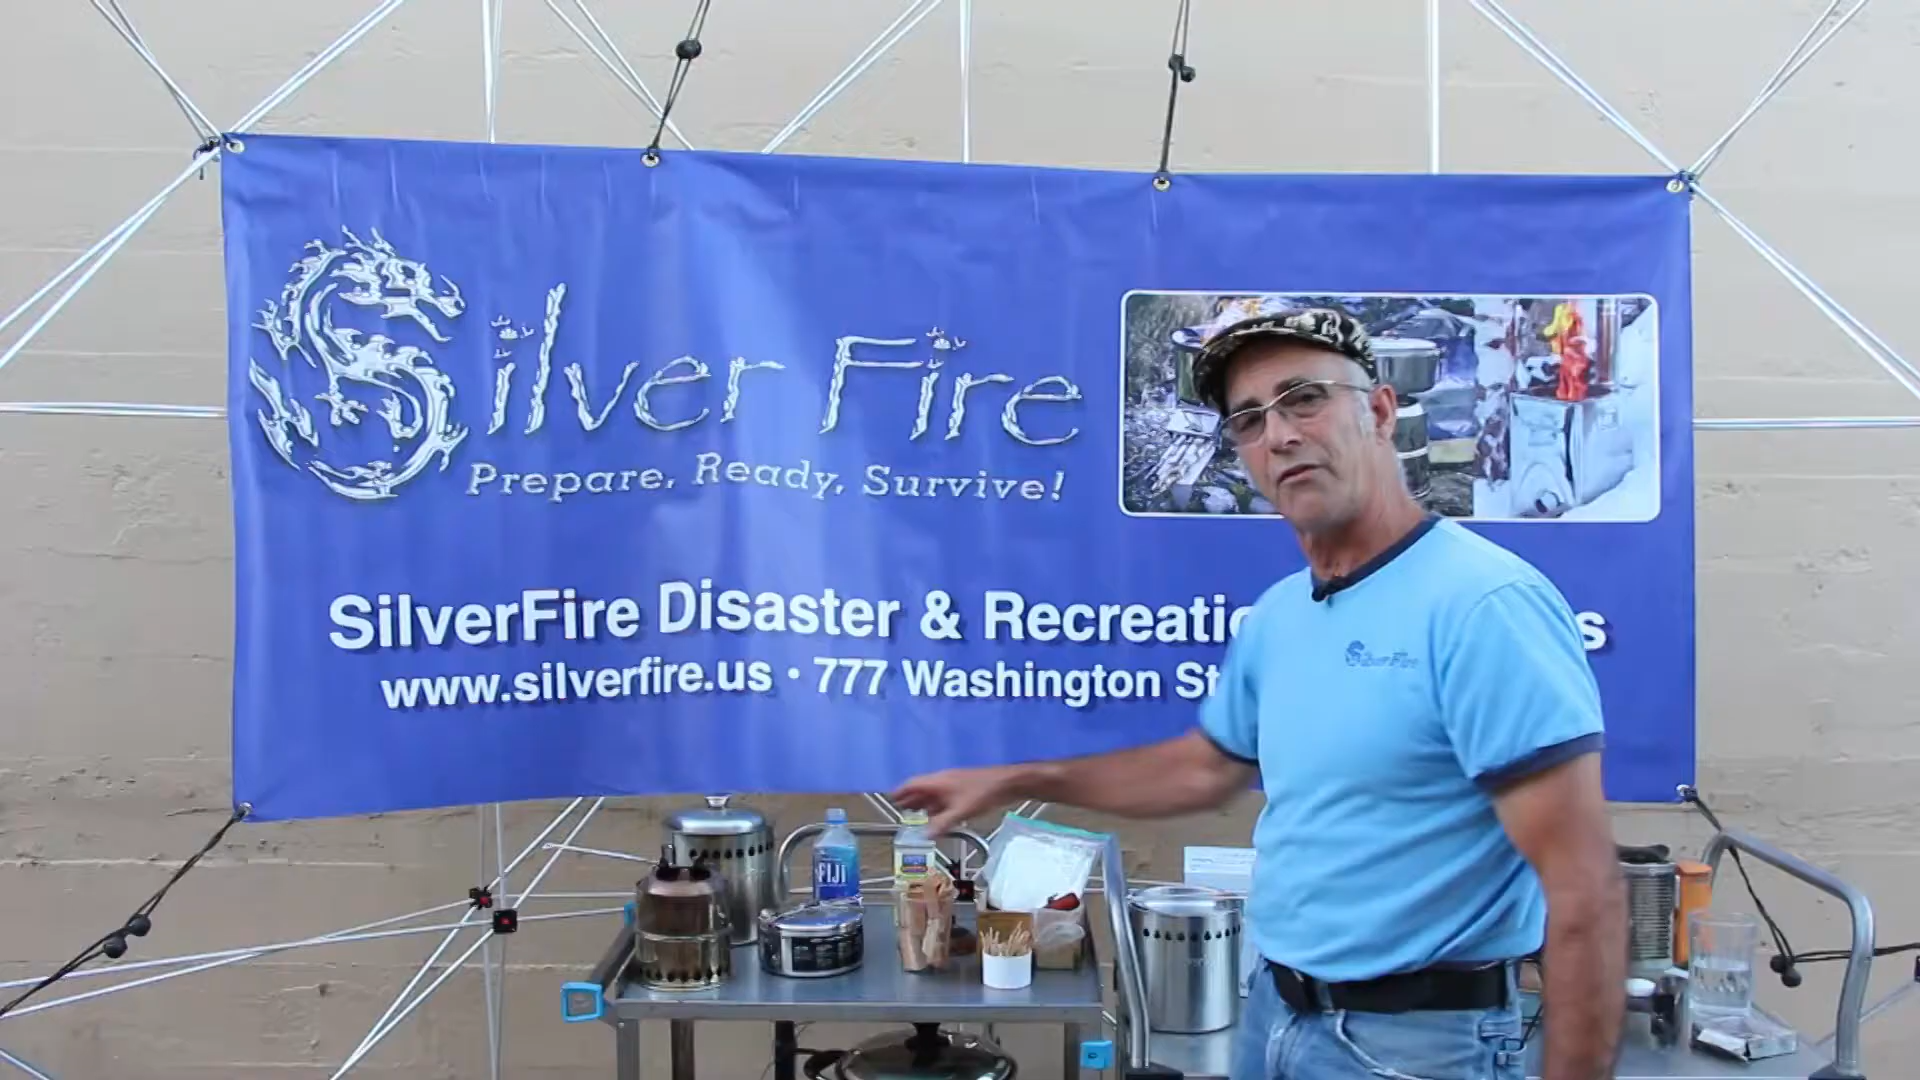 Silver Fire
Prepare, Ready, Survive!
SilverFire Disaster & Recreatio
www.silverfire.us • 777 Washington St
SilverFire
FIJI